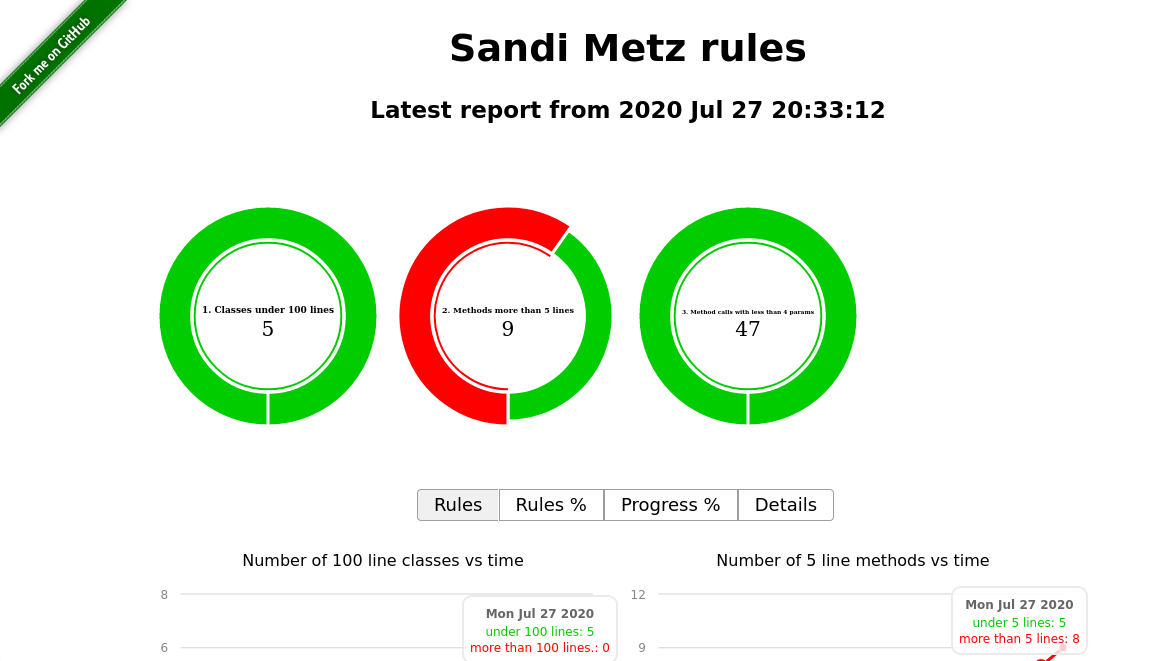 Fork me on GitHub
Sandi Metz rules
Latest report from 2020 Jul 27 20:33:12
1. Classes under 100 lines
5
2. Methods more than 5 lines
9
3. Method calls with less than 4 params
47
Rules
Rules %
Progress %
Details
Number of 100 line classes vs time
8
6
Mon Jul 27 2020
under 100 lines: 5
more than 100 lines.: 0
Number of 5 line methods vs time
12
9
Mon Jul 27 2020
under 5 lines: 5
more than 5 lines: 8